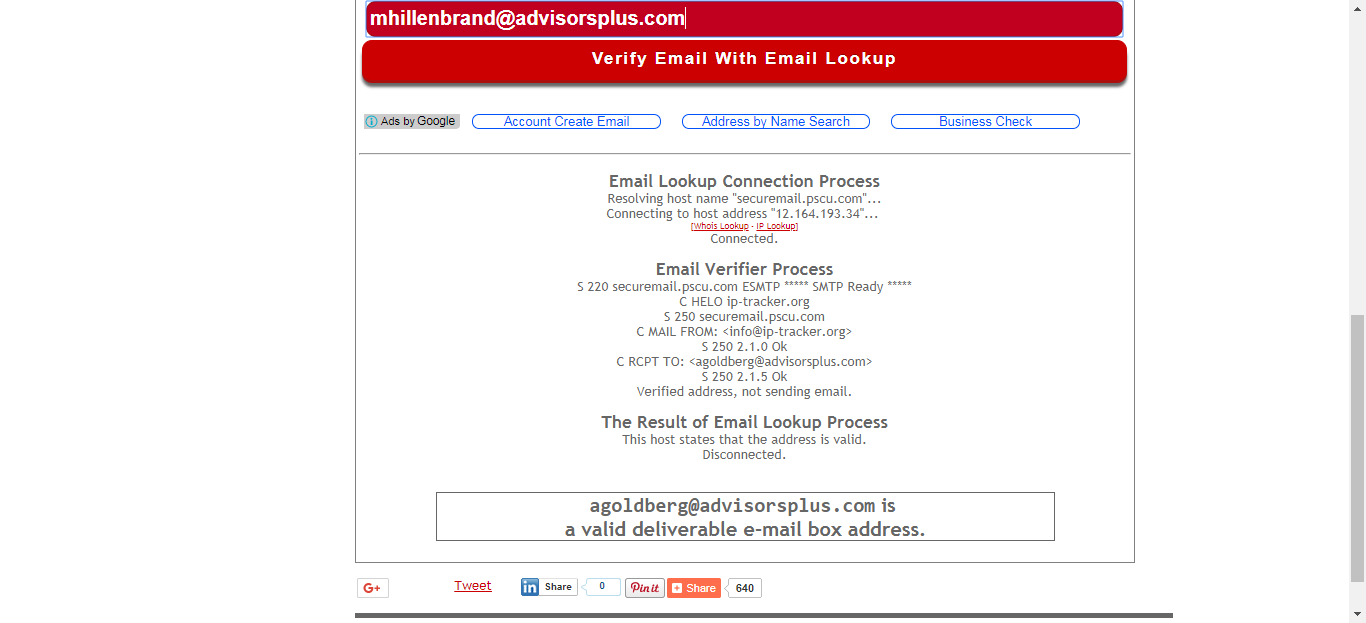 mhillenbrand@advisorsplus.com
Verify Email With Email Lookup
Ads by Google
Account Create Email
Address by Name Search
Business Check
Email Lookup Connection Process
Resolving host name "securemail.pscu.com"...
Connecting to host address "12.164.193.34"...
[Whois Lookup - IP Lookup]
Connected.
Email Verifier Process
S 220 securemail.pscu.com ESMTP ***** SMTP Ready *****
C HELO ip-tracker.org
S 250 securemail.pscu.com
C MAIL FROM: <info@ip-tracker.org>
S 250 2.1.0 Ok
C RCPT TO: <agoldberg@advisorsplus.com>
S 250 2.1.5 Ok
Verified address, not sending email.
The Result of Email Lookup Process
This host states that the address is valid.
Disconnected.
agoldberg@advisorsplus.com is
a valid deliverable e-mail box address.
G+
Tweet
in Share
0
Pin it
Share
640